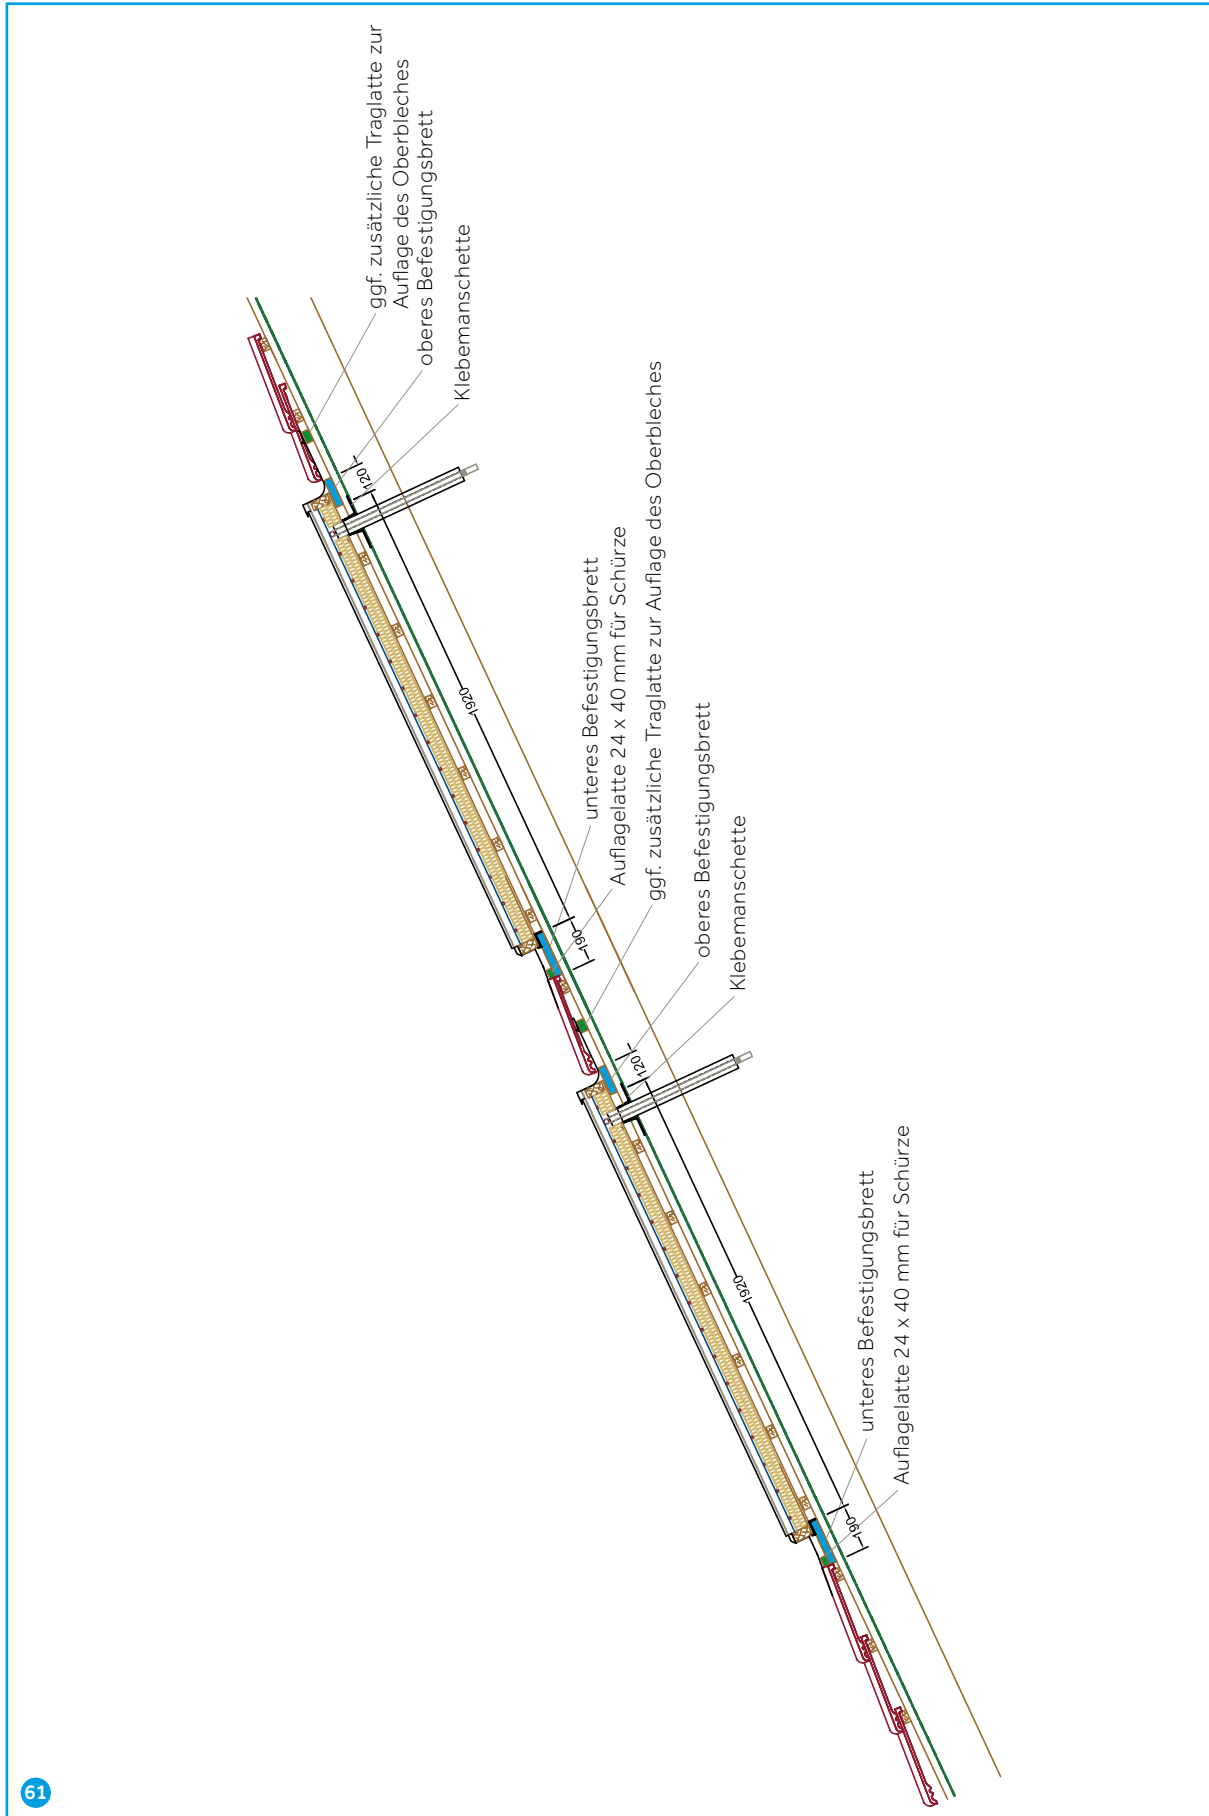 ggf. zusätzliche Traglatte zur
Auflage des Oberbleches
oberes Befestigungsbrett
Klebemanschette
120
1920
unteres Befestigungsbrett
Auflagelatte 24 x 40 mm für Schürze
ggf. zusätzliche Traglatte zur Auflage des Oberbleches
190
oberes Befestigungsbrett
Klebemanschette
120
1920
unteres Befestigungsbrett
Auflagelatte 24 x 40 mm für Schürze
190
61